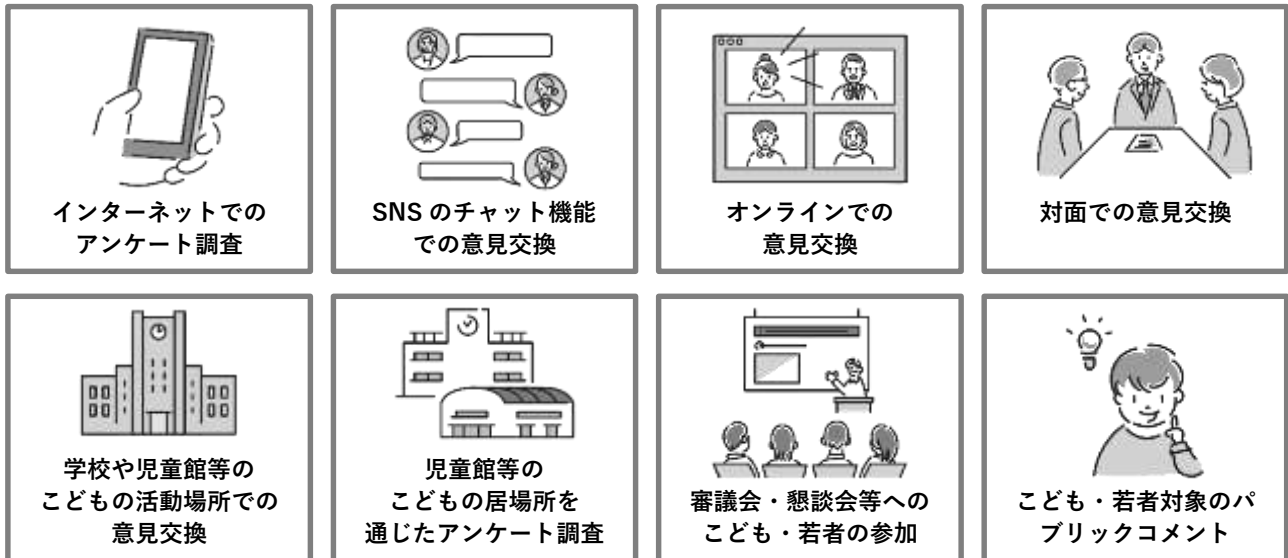 インターネットでの
アンケート調査
SNS のチャット機能
での意見交換
オンラインでの
意見交換
対面での意見交換
学校や児童館等の
こどもの活動場所での
意見交換
児童館等の
こどもの居場所を
通じたアンケート調査
審議会・懇談会等への
こども・若者の参加
こども・若者対象のパ
ブリックコメント